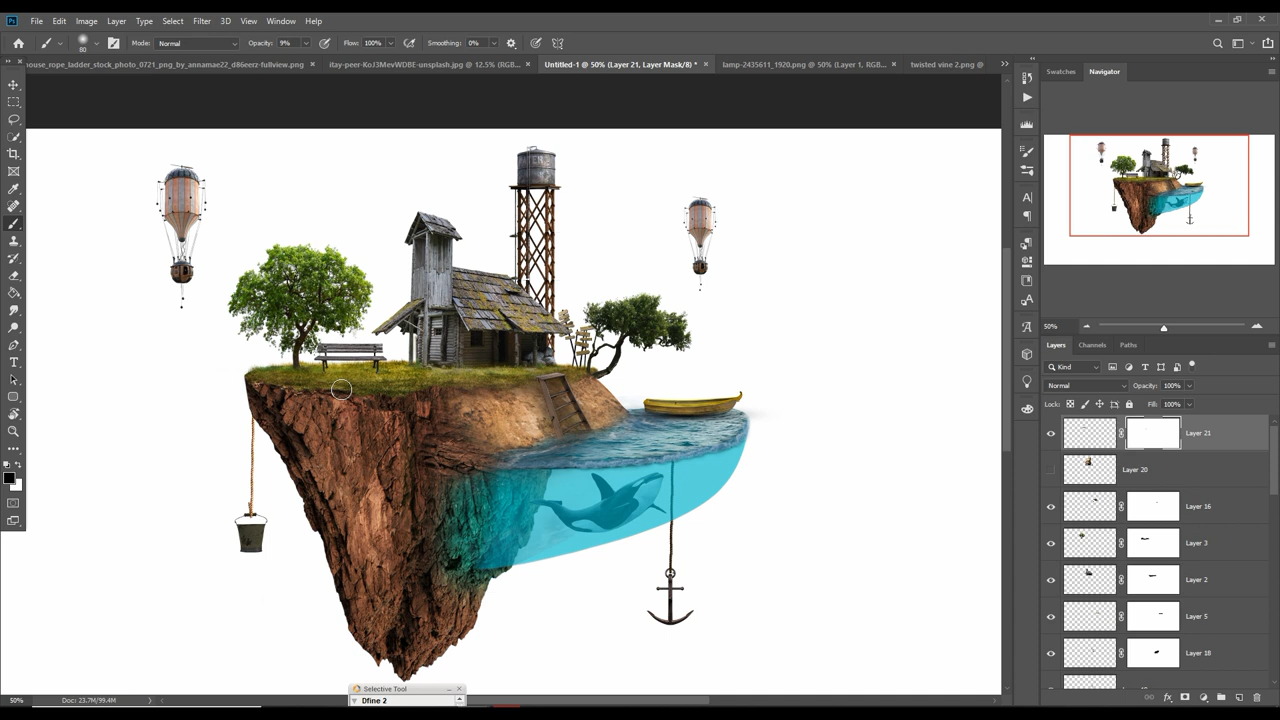 Ps File Edit Image Layer Type Select Filter 3D View Window Help
80 Mode: Normal Opacity: 9% Flow: 100% Smoothing: 0%
ouse_rope_ladder_stock_photo_0721_png_by_annamae22_d86eerz-fullview.png × itay-peer-KoJ3MevWDBE-unsplash.jpg @ 12.5% (RGB... × Untitled-1 @ 50% (Layer 21, Layer Mask/8) * × lamp-2435611_1920.png @ 50% (Layer 1, RGB... × twisted vine 2.png @
Swatches Navigator
WATER
50%
Layers Channels Paths
Kind
Normal Opacity: 100%
Lock: Fill: 100%
Layer 21
Layer 20
Layer 16
Layer 3
Layer 2
Layer 5
Layer 18
Selective Tool
Dfine 2
50% Doc: 23.7M/99.4M